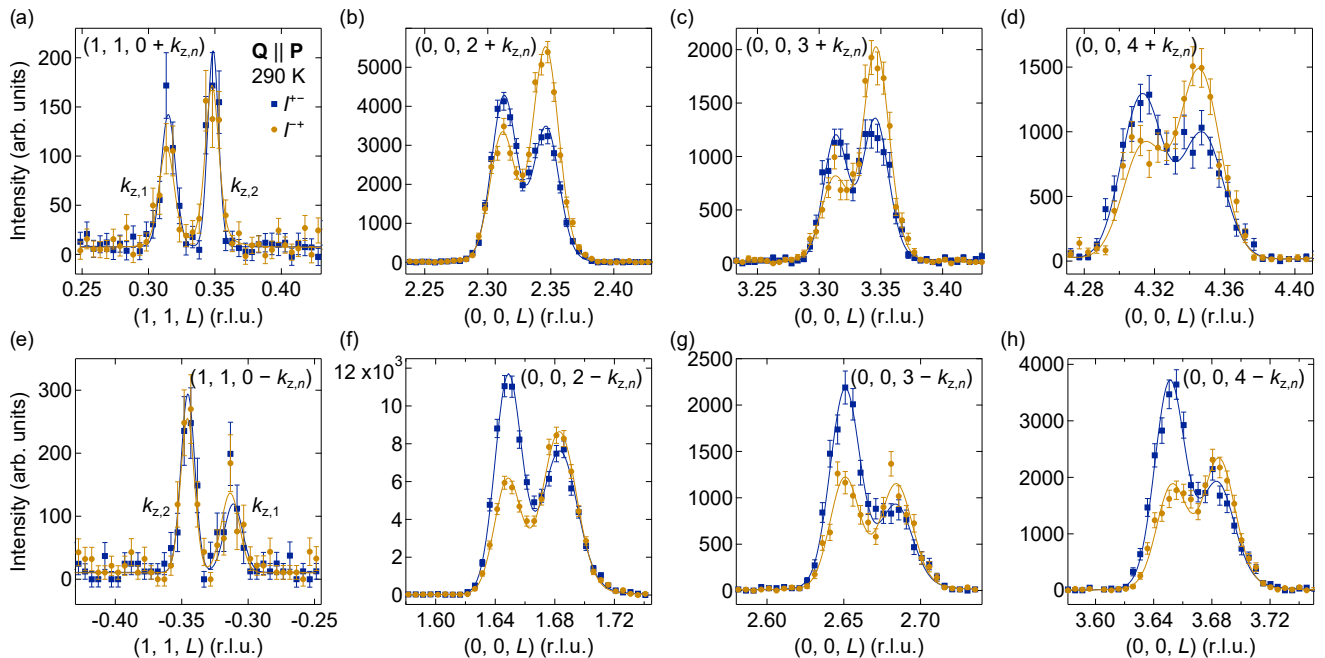 (a)
(1, 1, 0 + kz,n)
Q || P
290 K
I+−
I−+
kz,1
kz,2
Intensity (arb. units)
200
150
100
50
0
0.25
0.30
0.35
0.40
(1, 1, L) (r.l.u.)
(b)
(0, 0, 2 + kz,n)
5000
4000
3000
2000
1000
0
2.25
2.30
2.35
2.40
(0, 0, L) (r.l.u.)
(c)
(0, 0, 3 + kz,n)
2000
1500
1000
500
0
3.25
3.30
3.35
3.40
(0, 0, L) (r.l.u.)
(d)
(0, 0, 4 + kz,n)
1500
1000
500
0
4.28
4.32
4.36
4.40
(0, 0, L) (r.l.u.)
(e)
(1, 1, 0 − kz,n)
kz,2
kz,1
Intensity (arb. units)
300
200
100
0
-0.40
-0.35
-0.30
-0.25
(1, 1, L) (r.l.u.)
(f)
(0, 0, 2 − kz,n)
12 ×10³
10
8
6
4
2
0
1.60
1.64
1.68
1.72
(0, 0, L) (r.l.u.)
(g)
(0, 0, 3 − kz,n)
2500
2000
1500
1000
500
0
2.60
2.65
2.70
(0, 0, L) (r.l.u.)
(h)
(0, 0, 4 − kz,n)
4000
3000
2000
1000
0
3.60
3.64
3.68
3.72
(0, 0, L) (r.l.u.)